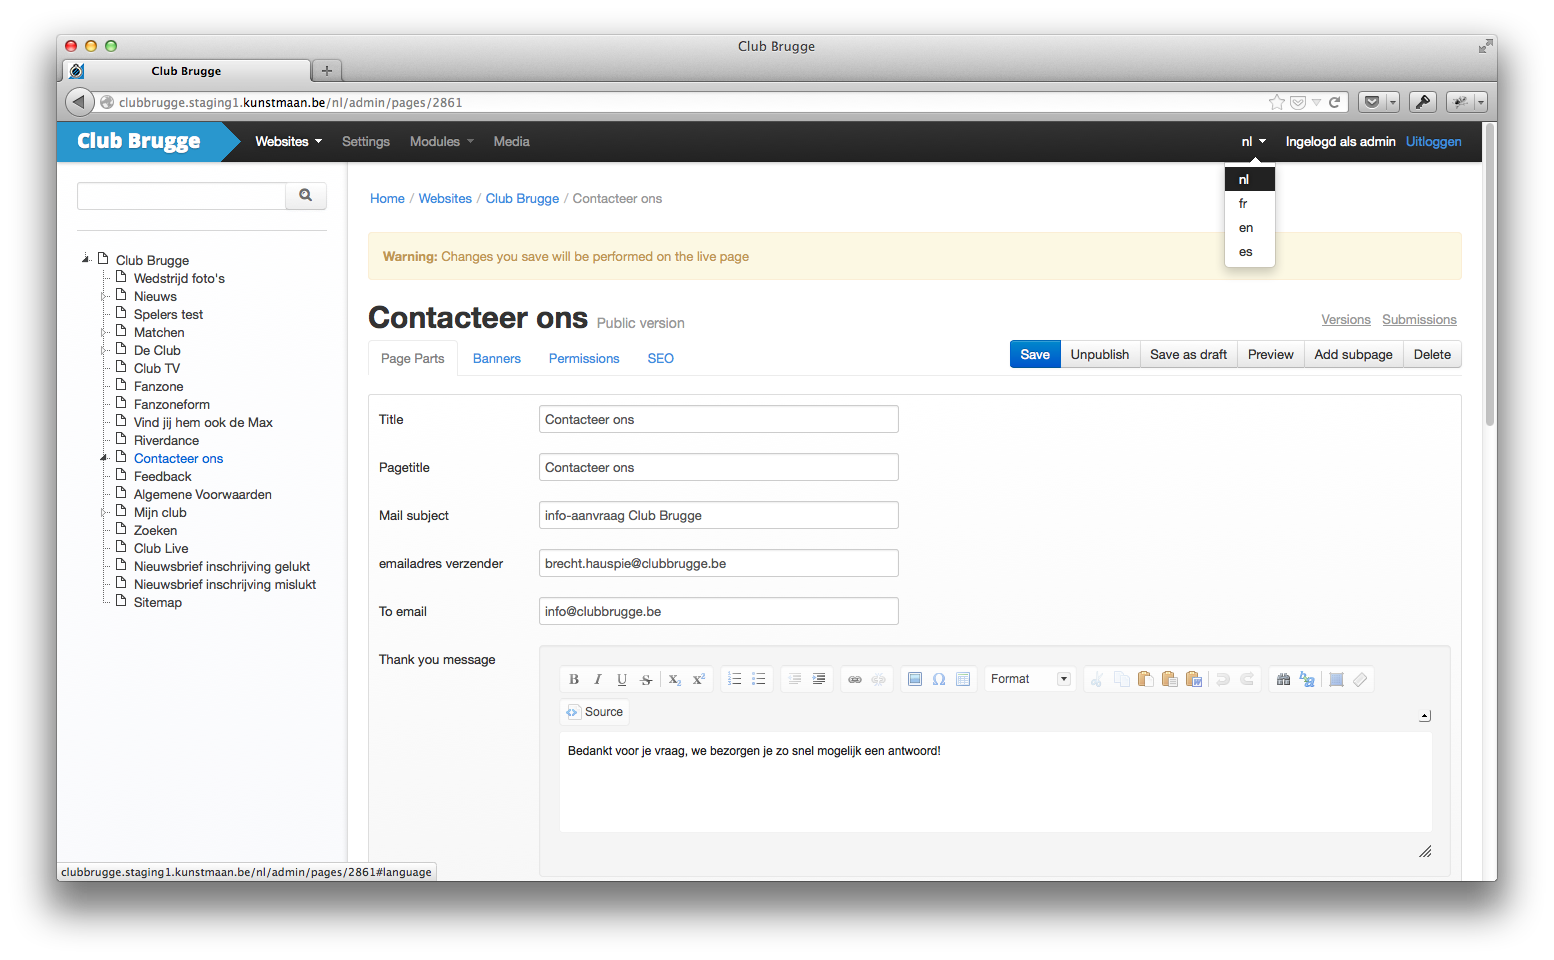 Club Brugge
Club Brugge
clubbrugge.staging1.kunstmaan.be/nl/admin/pages/2861
Club Brugge Websites Settings Modules Media nl Ingelogd als admin Uitloggen
nl
fr
en
es
Home / Websites / Club Brugge / Contacteer ons
Club Brugge
Wedstrijd foto's
Nieuws
Spelers test
Matchen
De Club
Club TV
Fanzone
Fanzoneform
Vind jij hem ook de Max
Riverdance
Contacteer ons
Feedback
Algemene Voorwaarden
Mijn club
Zoeken
Club Live
Nieuwsbrief inschrijving gelukt
Nieuwsbrief inschrijving mislukt
Sitemap
Warning: Changes you save will be performed on the live page
Contacteer ons Public version
Versions Submissions
Page Parts Banners Permissions SEO
Save Unpublish Save as draft Preview Add subpage Delete
Title Contacteer ons
Pagetitle Contacteer ons
Mail subject info-aanvraag Club Brugge
emailadres verzender brecht.hauspie@clubbrugge.be
To email info@clubbrugge.be
Thank you message
B I U S x₂ x² Ω Format
Source
Bedankt voor je vraag, we bezorgen je zo snel mogelijk een antwoord!
clubbrugge.staging1.kunstmaan.be/nl/admin/pages/2861#language